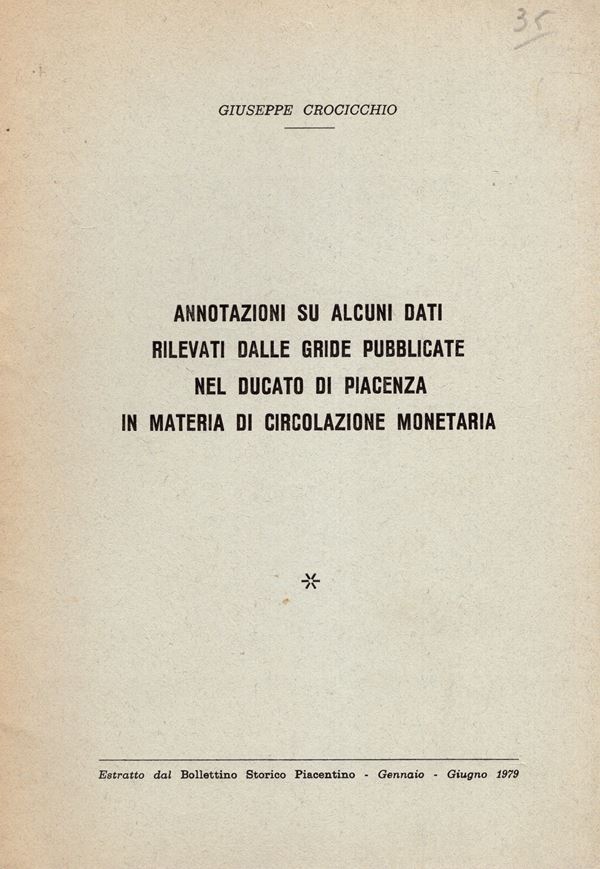 35
GIUSEPPE CROCICCHIO
ANNOTAZIONI SU ALCUNI DATI
RILEVATI DALLE GRIDE PUBBLICATE
NEL DUCATO DI PIACENZA
IN MATERIA DI CIRCOLAZIONE MONETARIA
Estratto dal Bollettino Storico Piacentino - Gennaio - Giugno 1979